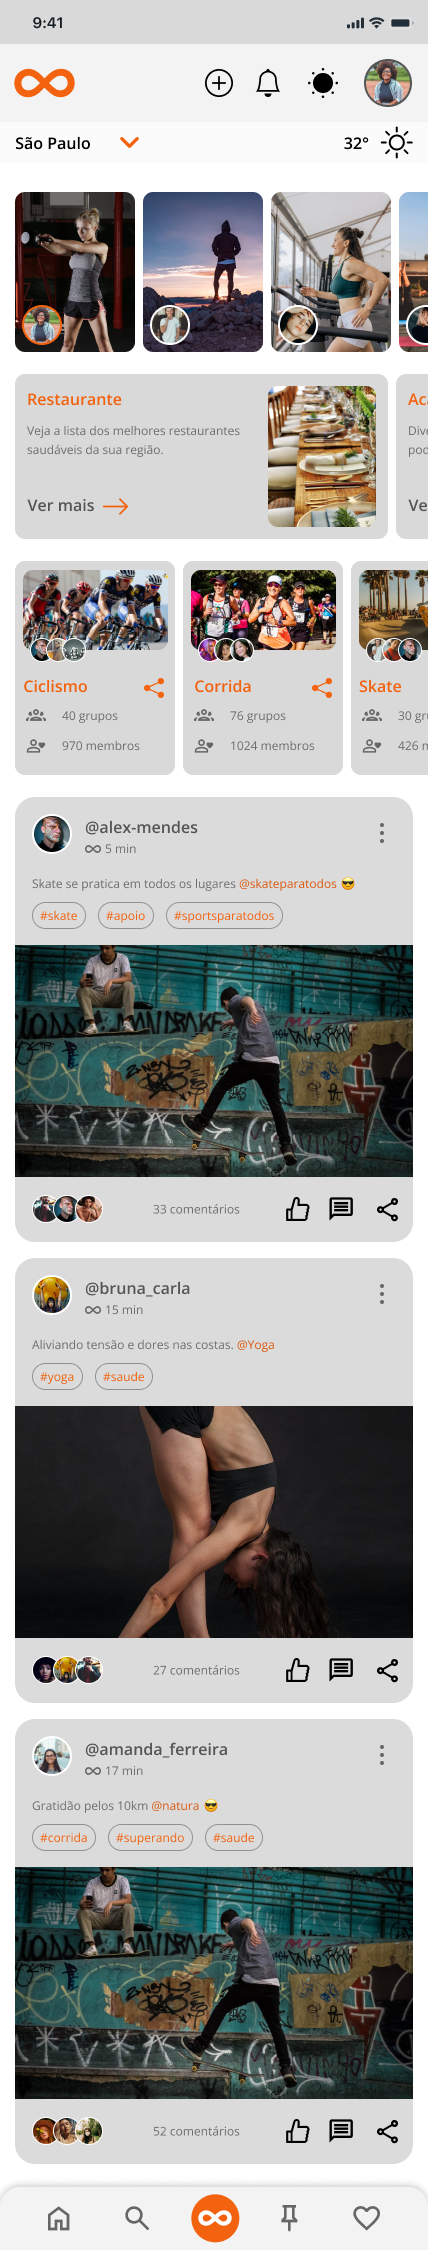 9:41
São Paulo
32°
Restaurante
Veja a lista dos melhores restaurantes
saudáveis da sua região.
Ver mais
Ac
Dive
pod
Ve
Ciclismo
40 grupos
970 membros
Corrida
76 grupos
1024 membros
Skate
30 gr
426 m
@alex-mendes
5 min
Skate se pratica em todos os lugares @skateparatodos 😎
#skate
#apoio
#sportsparatodos
33 comentários
@bruna_carla
15 min
Aliviando tensão e dores nas costas. @Yoga
#yoga
#saude
27 comentários
@amanda_ferreira
17 min
Gratidão pelos 10km @natura 😎
#corrida
#superando
#saude
52 comentários